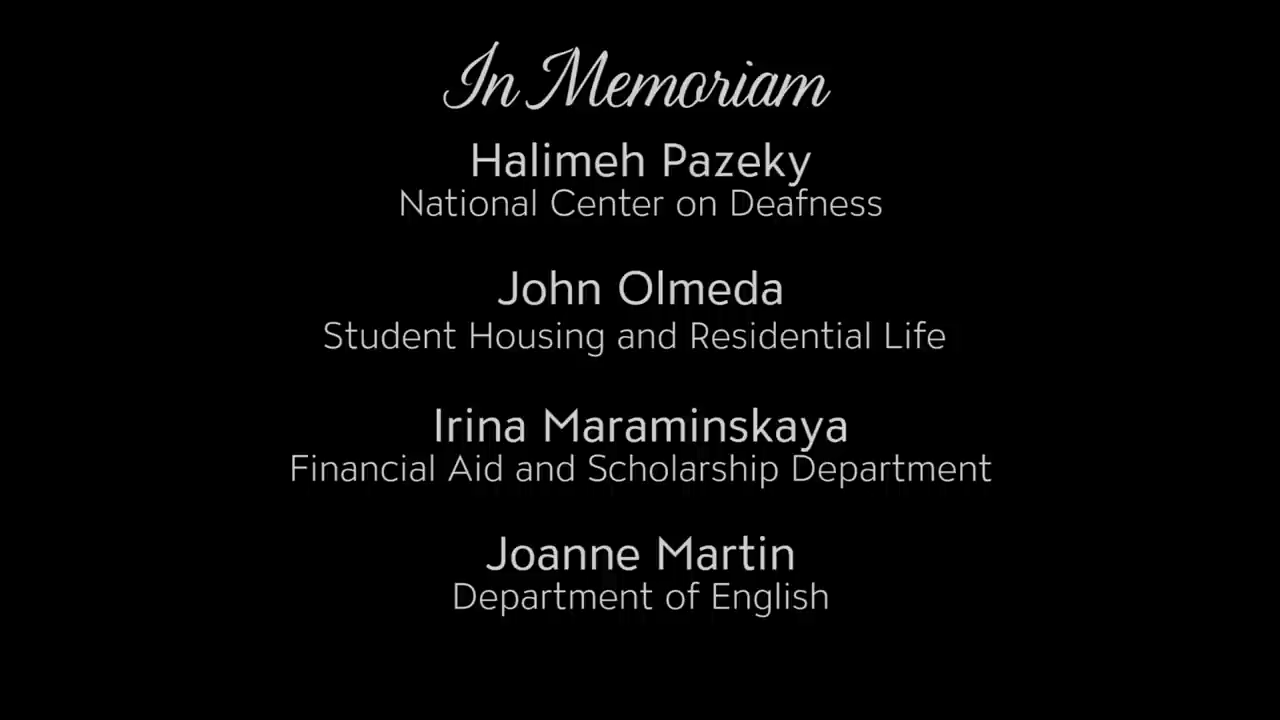 In Memoriam
Halimeh Pazeky
National Center on Deafness
John Olmeda
Student Housing and Residential Life
Irina Maraminskaya
Financial Aid and Scholarship Department
Joanne Martin
Department of English